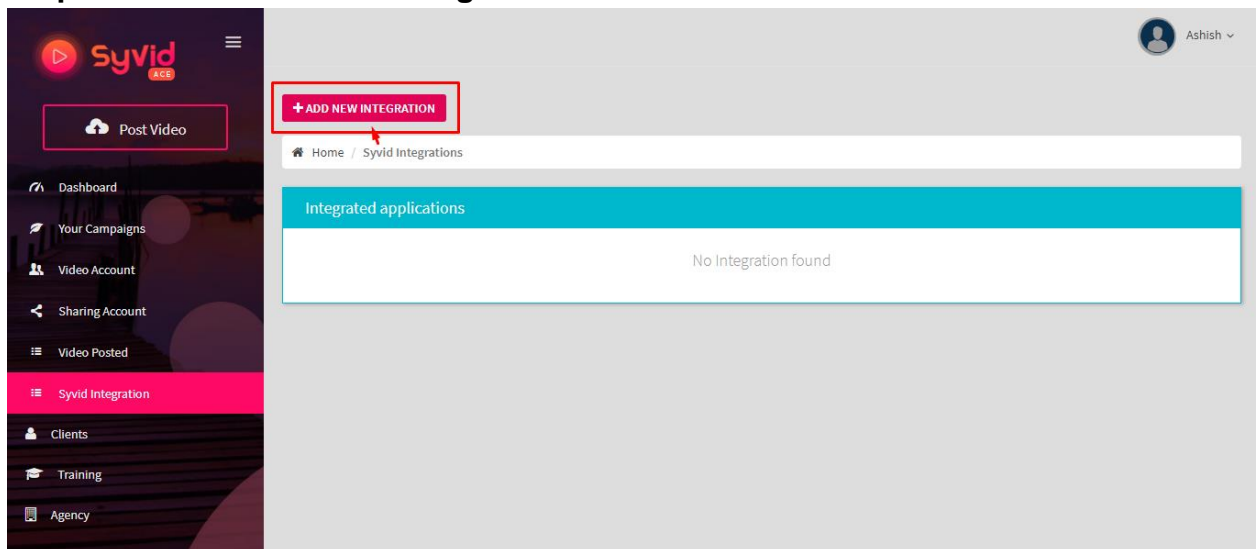 Syvid
ACE
Ashish
Post Video
+ ADD NEW INTEGRATION
Home / Syvid Integrations
Dashboard
Integrated applications
Your Campaigns
No Integration found
Video Account
Sharing Account
Video Posted
Syvid Integration
Clients
Training
Agency